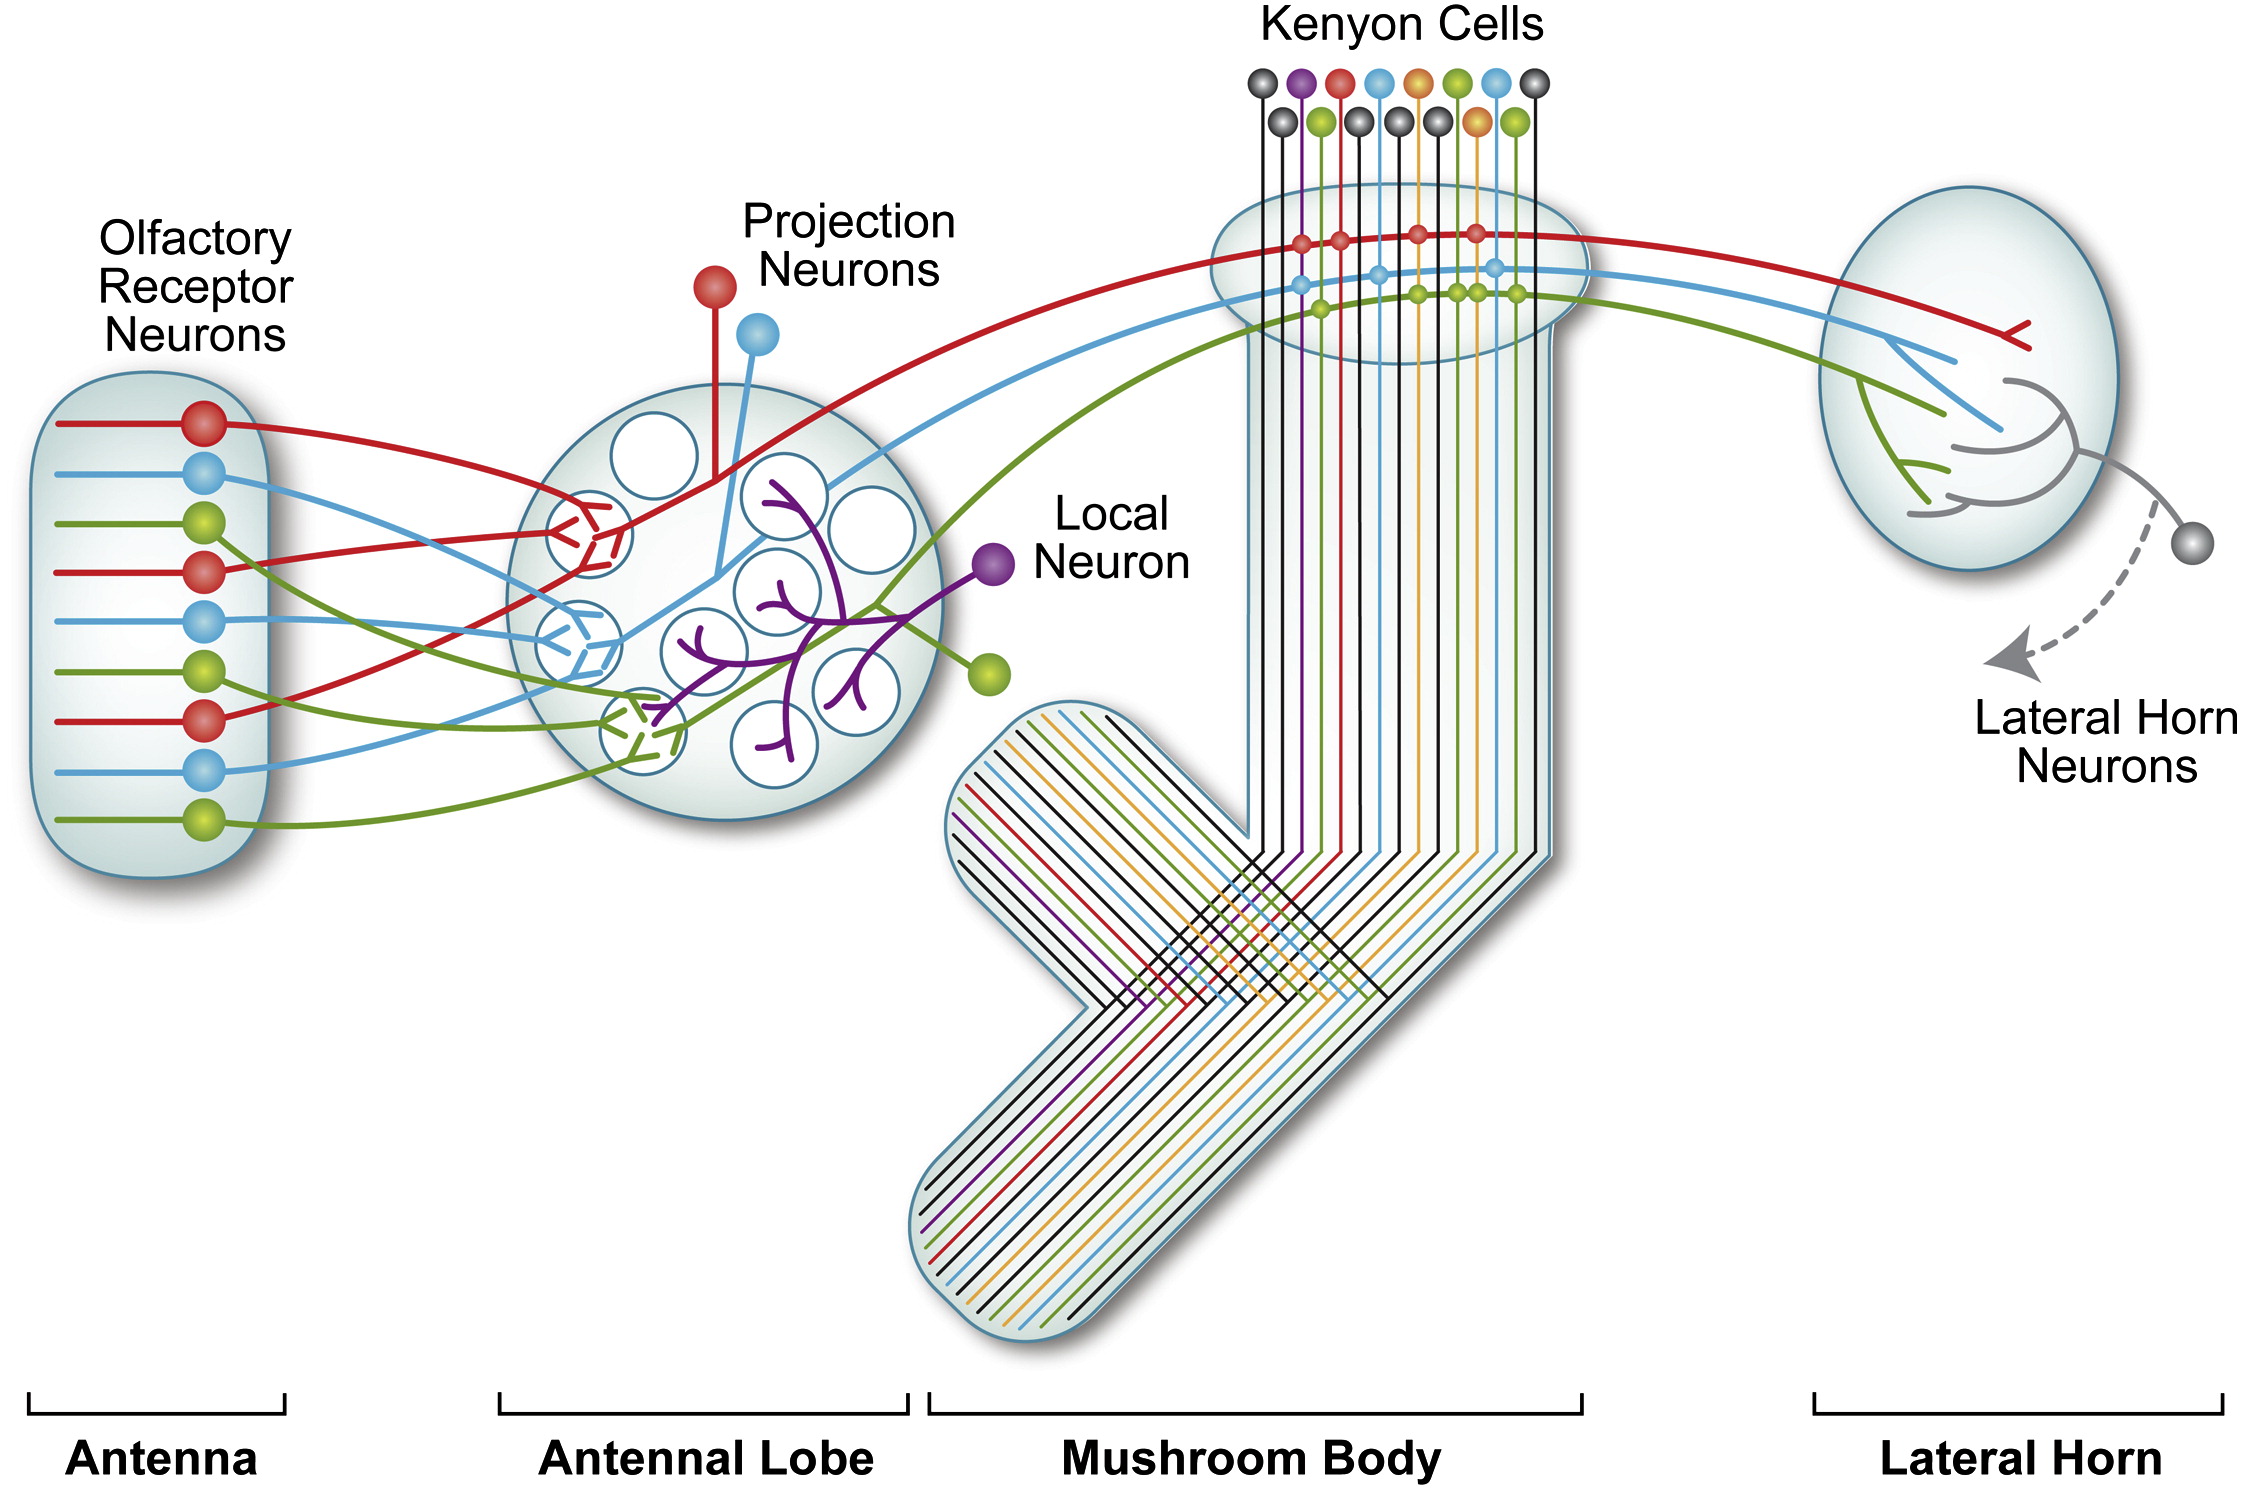 Kenyon Cells
Olfactory
Receptor
Neurons
Projection
Neurons
Local
Neuron
Lateral Horn
Neurons
Antenna
Antennal Lobe
Mushroom Body
Lateral Horn